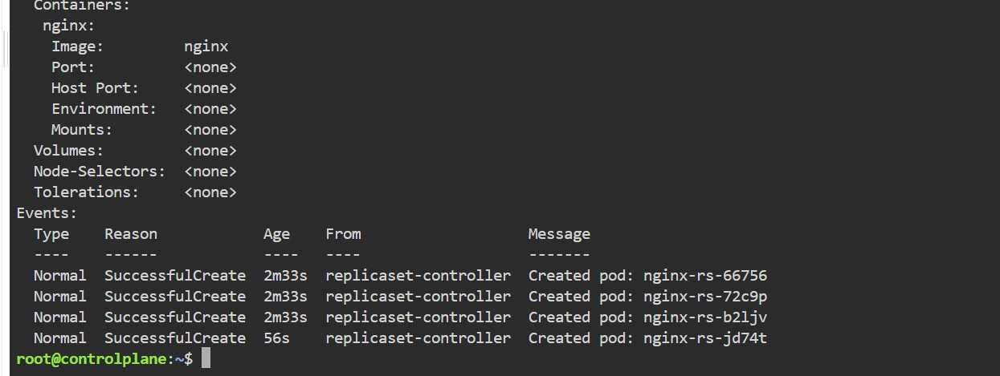 Containers:
nginx:
Image: nginx
Port: <none>
Host Port: <none>
Environment: <none>
Mounts: <none>
Volumes: <none>
Node-Selectors: <none>
Tolerations: <none>
Events:
Type Reason Age From Message
---- ------ ---- ---- -------
Normal SuccessfulCreate 2m33s replicaset-controller Created pod: nginx-rs-66756
Normal SuccessfulCreate 2m33s replicaset-controller Created pod: nginx-rs-72c9p
Normal SuccessfulCreate 2m33s replicaset-controller Created pod: nginx-rs-b2ljv
Normal SuccessfulCreate 56s replicaset-controller Created pod: nginx-rs-jd74t
root@controlplane:~$